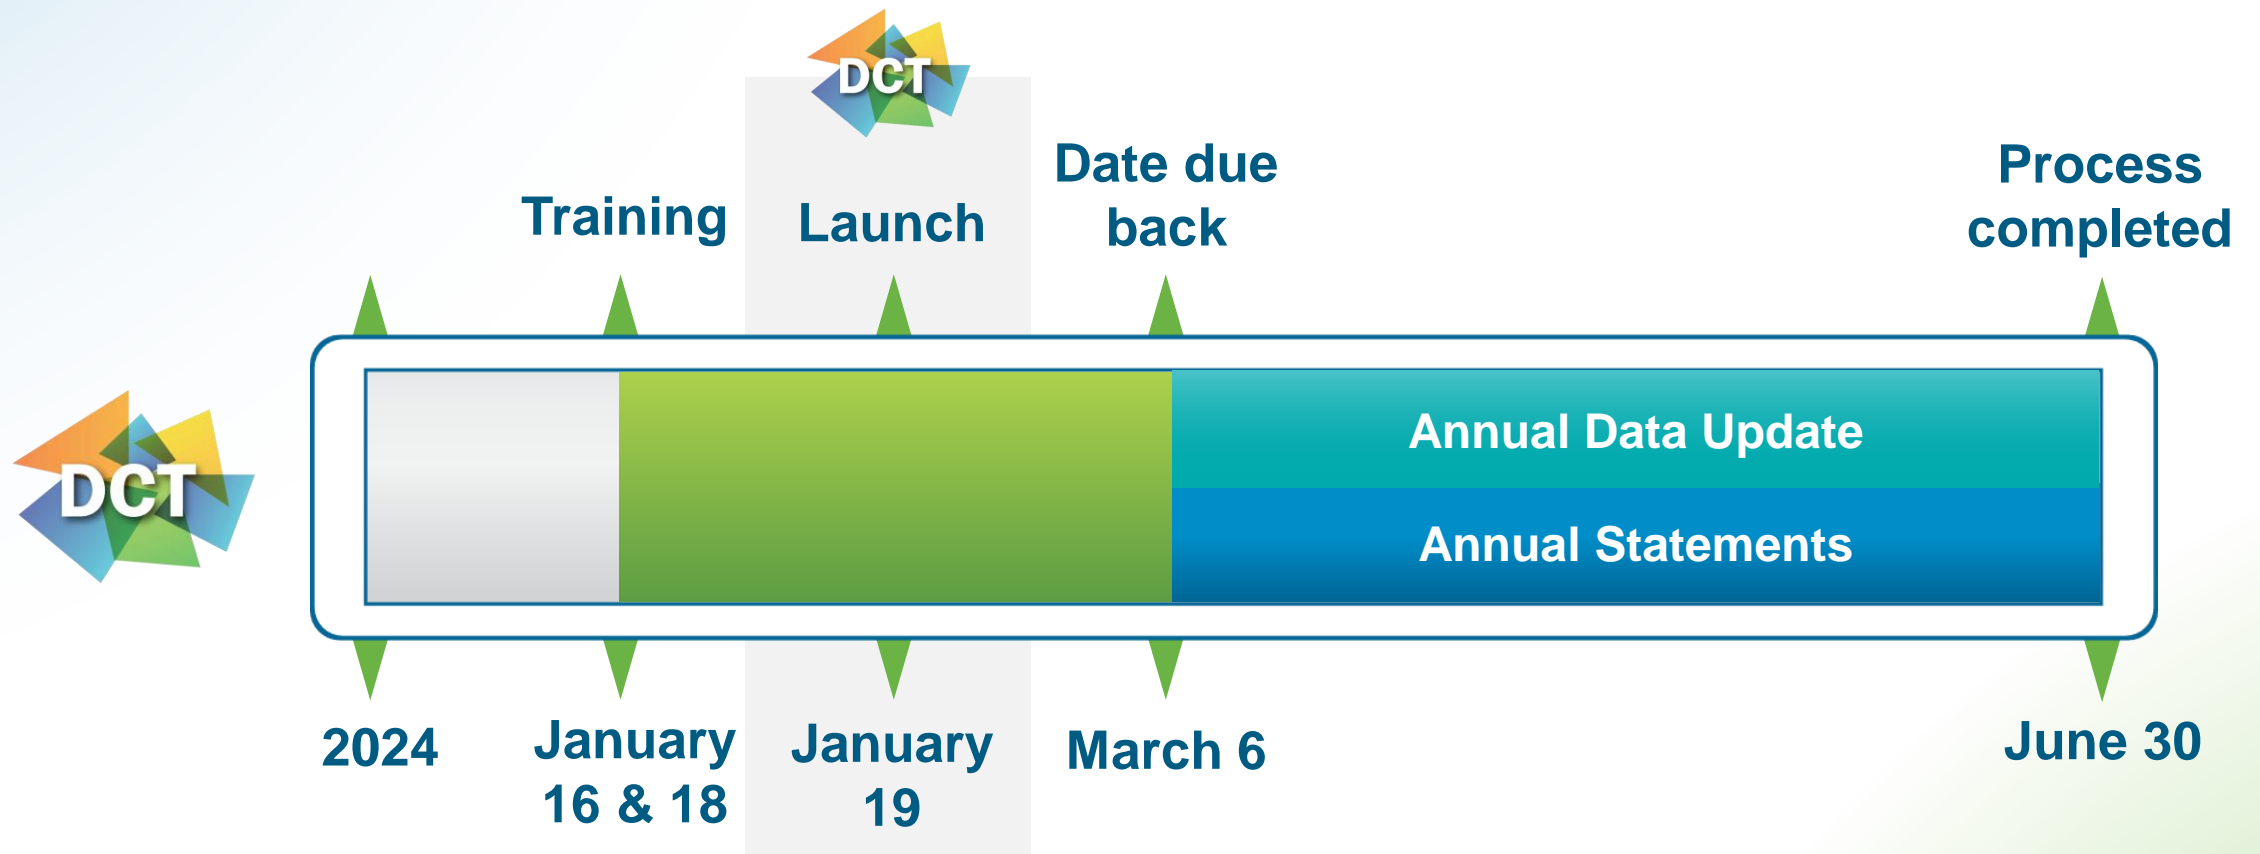 DCT
Training
Launch
Date due
back
Process
completed
DCT
Annual Data Update
Annual Statements
2024
January
16 & 18
January
19
March 6
June 30